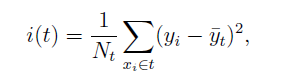 i(t) = \frac{1}{N_t} \sum_{x_i \in t} (y_i - \bar{y}_t)^2,